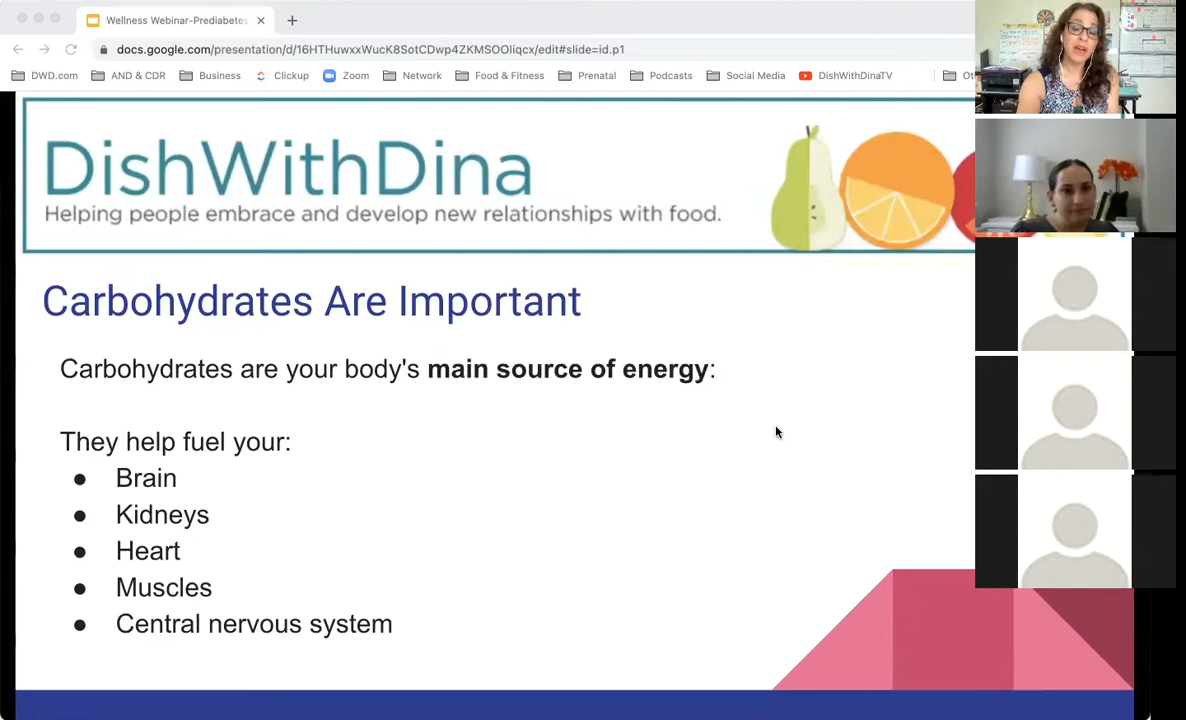 Wellness Webinar-Prediabetes
docs.google.com/presentation/d/16HTHuwxxWucK8SotCDwp4ZKMSOOliqcx/edit#slide=id.p1
DWD.com AND & CDR Business Clickup Zoom Network Food & Fitness Prenatal Podcasts Social Media DishWithDinaTV
DishWithDina
Helping people embrace and develop new relationships with food.
Carbohydrates Are Important
Carbohydrates are your body's main source of energy:
They help fuel your:
● Brain
● Kidneys
● Heart
● Muscles
● Central nervous system